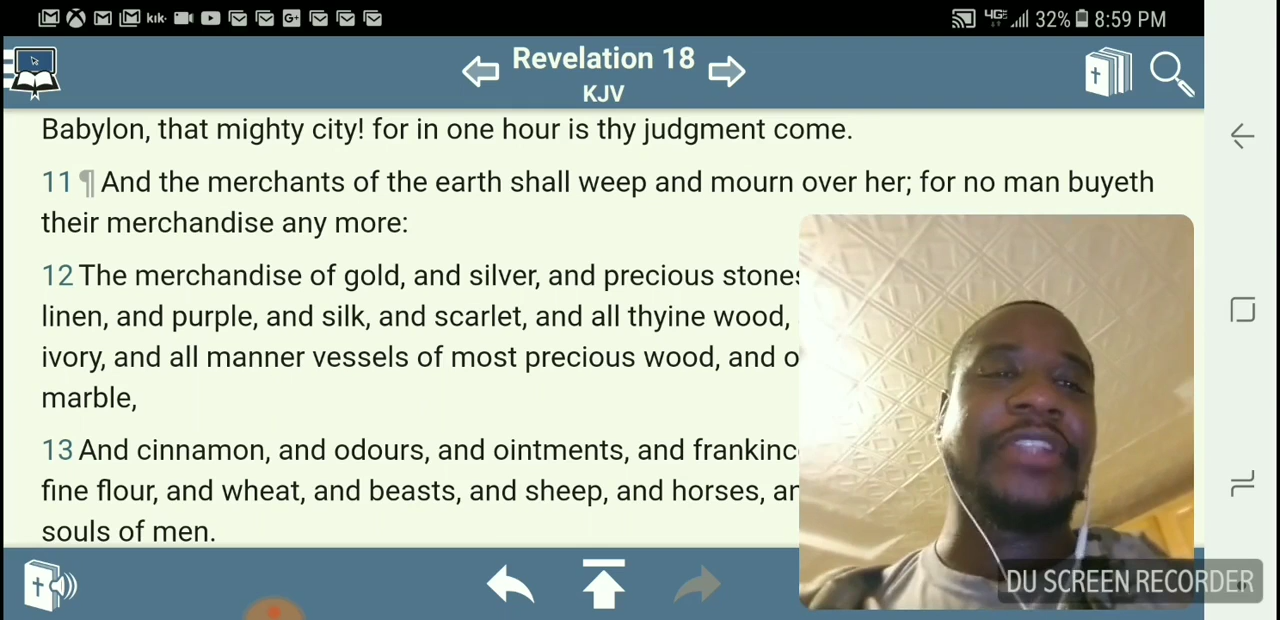 kik. G+ 4GE 32% 8:59 PM
Revelation 18
KJV
Babylon, that mighty city! for in one hour is thy judgment come.
11 ¶ And the merchants of the earth shall weep and mourn over her; for no man buyeth
their merchandise any more:
12 The merchandise of gold, and silver, and precious stones
linen, and purple, and silk, and scarlet, and all thyine wood,
ivory, and all manner vessels of most precious wood, and
marble,
13 And cinnamon, and odours, and ointments, and
fine flour, and wheat, and beasts, and sheep, and horses,
souls of men.
DU SCREEN RECORDER